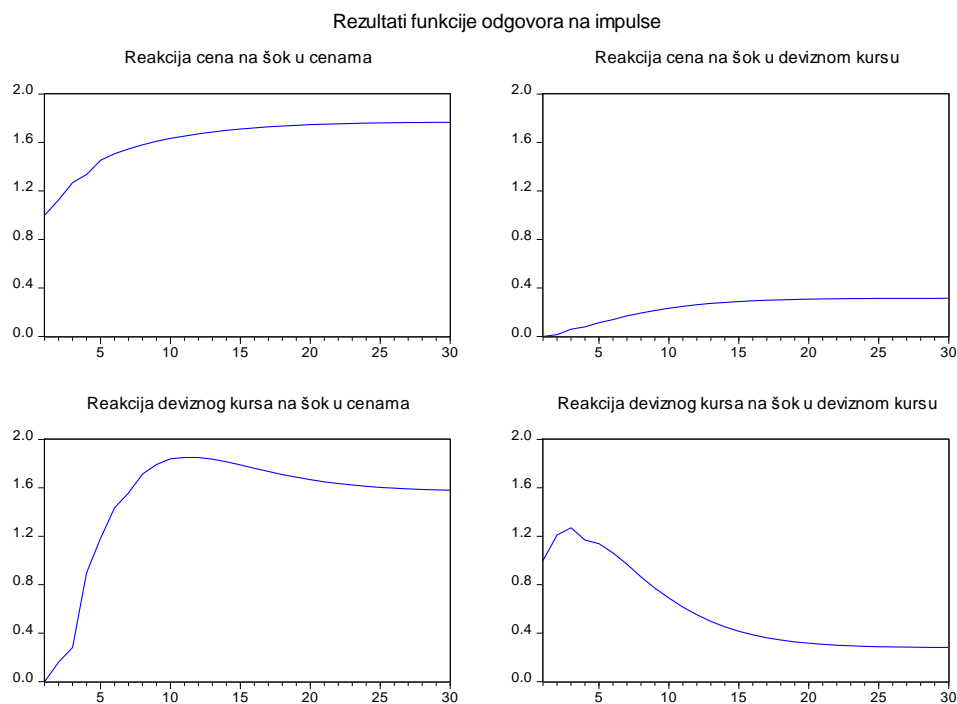 Rezultati funkcije odgovora na impulse
Reakcija cena na šok u cenama
2.0
1.6
1.2
0.8
0.4
0.0
5 10 15 20 25 30
Reakcija cena na šok u deviznom kursu
2.0
1.6
1.2
0.8
0.4
0.0
5 10 15 20 25 30
Reakcija deviznog kursa na šok u cenama
2.0
1.6
1.2
0.8
0.4
0.0
5 10 15 20 25 30
Reakcija deviznog kursa na šok u deviznom kursu
2.0
1.6
1.2
0.8
0.4
0.0
5 10 15 20 25 30